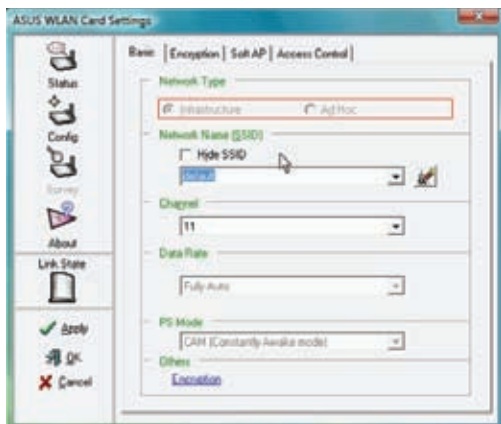 ASUS WLAN Card Settings
Status
Config
Survey
About
Link State
Apply
OK
Cancel
Basic
Encryption
Soft AP
Access Control
Network Type
Infrastructure
Ad Hoc
Network Name (SSID)
Hide SSID
default
Channel
11
Data Rate
Fully Auto
PS Mode
CAM (Constantly Awake mode)
Others
Encryption